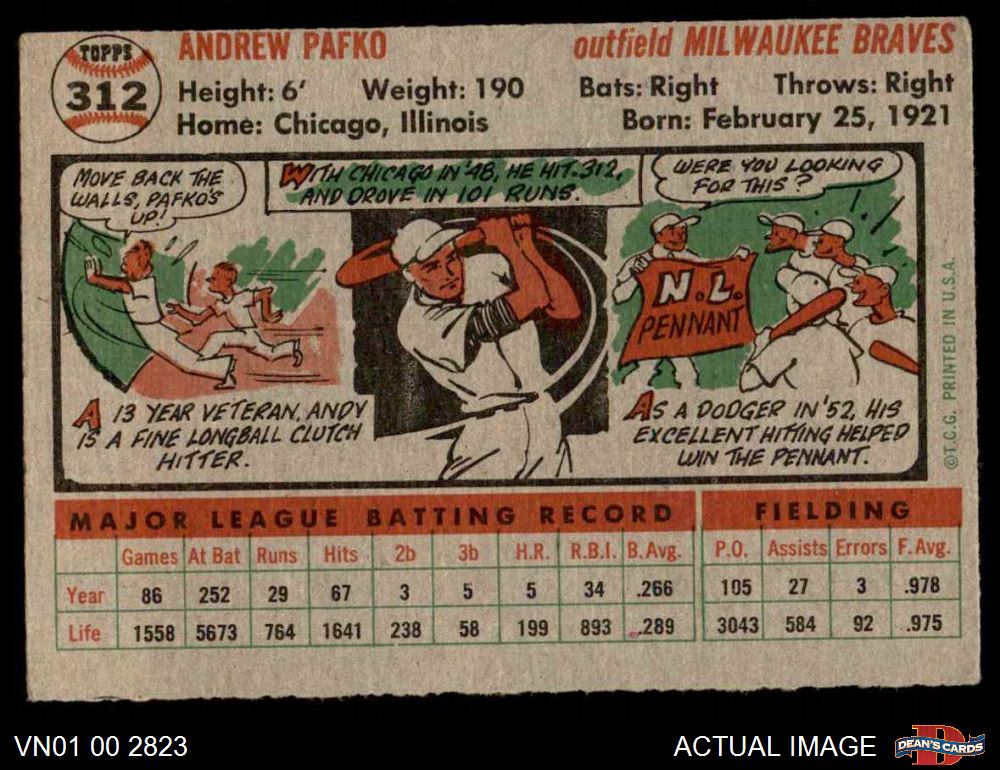 TOPPS
312
ANDREW PAFKO
outfield MILWAUKEE BRAVES
Height: 6' Weight: 190 Bats: Right Throws: Right
Home: Chicago, Illinois Born: February 25, 1921
MOVE BACK THE
WALLS, PAFKO'S
UP!
WITH CHICAGO IN '48, HE HIT .312,
AND DROVE IN 101 RUNS.
WERE YOU LOOKING
FOR THIS?
N.L.
PENNANT
A 13 YEAR VETERAN, ANDY
IS A FINE LONGBALL CLUTCH
HITTER.
AS A DODGER IN '52, HIS
EXCELLENT HITTING HELPED
WIN THE PENNANT.
©T.C.G. PRINTED IN U.S.A.
MAJOR LEAGUE BATTING RECORD FIELDING
Games At Bat Runs Hits 2b 3b H.R. R.B.I. B.Avg. P.O. Assists Errors F. Avg.
Year 86 252 29 67 3 5 5 34 .266 105 27 3 .978
Life 1558 5673 764 1641 238 58 199 893 .289 3043 584 92 .975
VN01 00 2823
ACTUAL IMAGE
D
DEAN'S CARDS